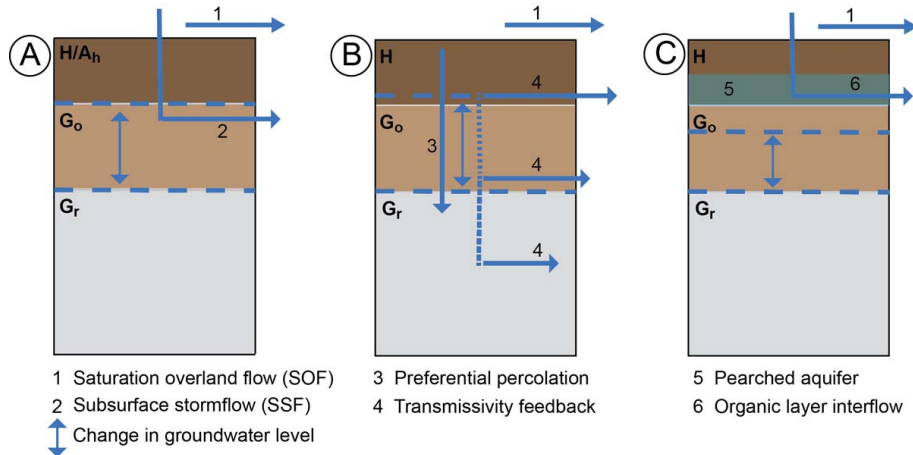 A
1
H/Ah
Go
2
Gr
B
1
H
4
Go
3
4
Gr
4
C
1
H
5
6
Go
Gr
1 Saturation overland flow (SOF)
2 Subsurface stormflow (SSF)
Change in groundwater level
3 Preferential percolation
4 Transmissivity feedback
5 Pearched aquifer
6 Organic layer interflow